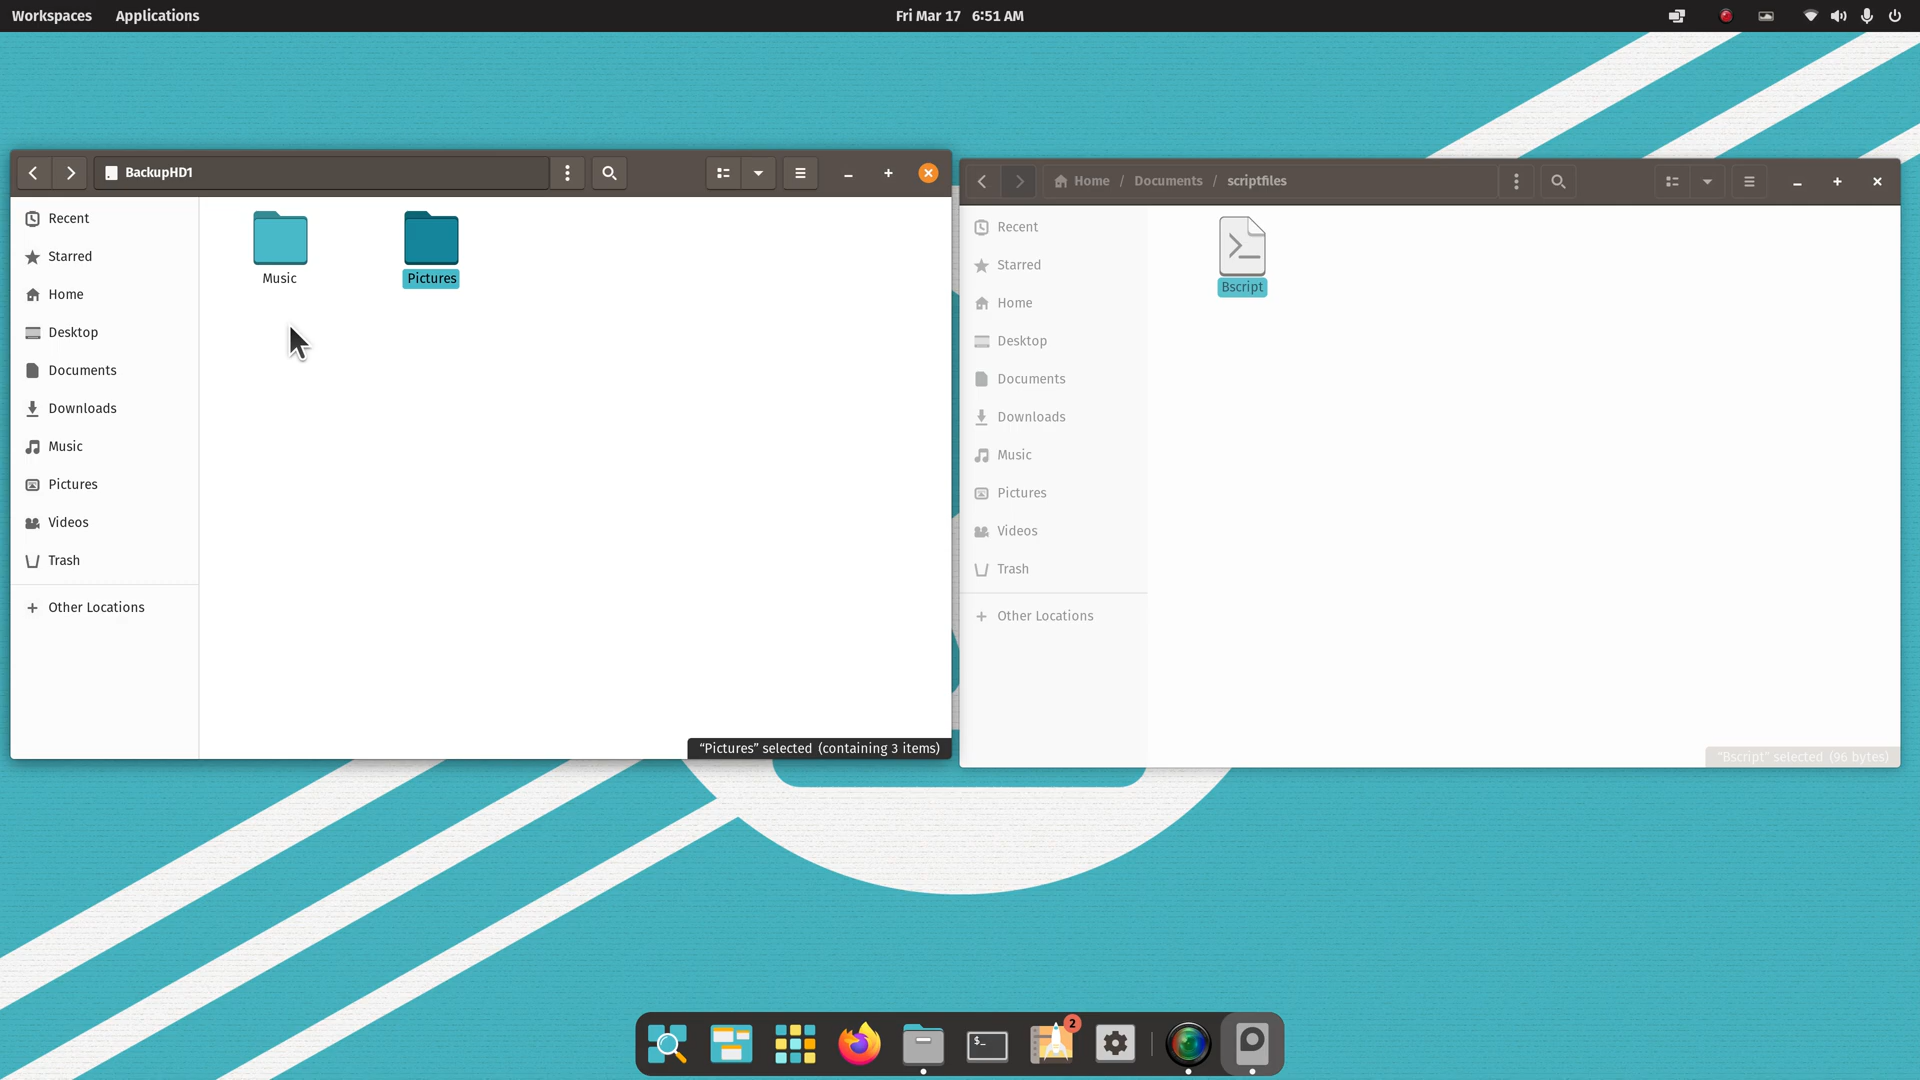 Workspaces Applications Fri Mar 17 6:51 AM
BackupHD1
Recent
Starred
Home
Desktop
Documents
Downloads
Music
Pictures
Videos
Trash
+ Other Locations
Music
Pictures
“Pictures” selected (containing 3 items)
Home / Documents / scriptfiles
Recent
Starred
Home
Desktop
Documents
Downloads
Music
Pictures
Videos
Trash
+ Other Locations
Bscript
“Bscript” selected (96 bytes)
$_
2